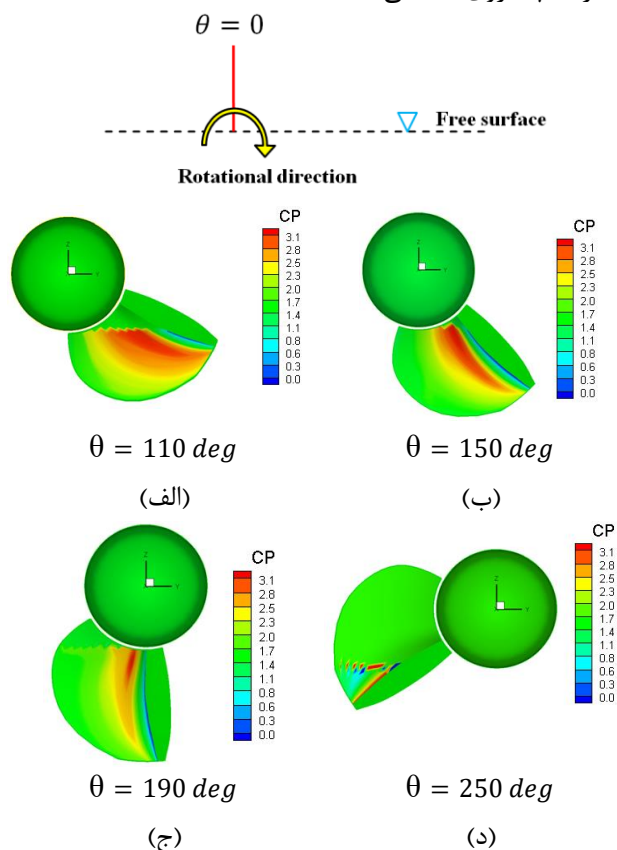 θ = 0
Free surface
Rotational direction
CP
3.1
2.8
2.5
2.3
2.0
1.7
1.4
1.1
0.8
0.6
0.3
0.0
Z
Y
θ = 110 deg
(الف)
CP
3.1
2.8
2.5
2.3
2.0
1.7
1.4
1.1
0.8
0.6
0.3
0.0
Z
Y
θ = 150 deg
(ب)
CP
3.1
2.8
2.5
2.3
2.0
1.7
1.4
1.1
0.8
0.6
0.3
0.0
Z
Y
θ = 190 deg
(ج)
CP
3.1
2.8
2.5
2.3
2.0
1.7
1.4
1.1
0.8
0.6
0.3
0.0
Z
Y
θ = 250 deg
(د)